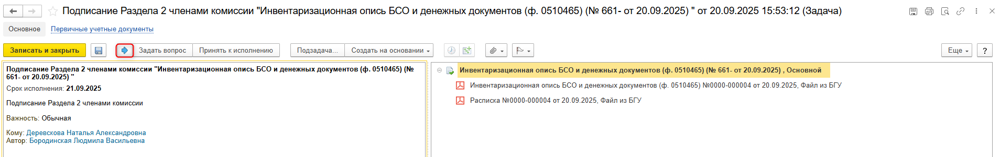 Подписание Раздела 2 членами комиссии "Инвентаризационная опись БСО и денежных документов (ф. 0510465) (№ 661- от 20.09.2025) " от 20.09.2025 15:53:12 (Задача)
Основное Первичные учетные документы
Записать и закрыть Задать вопрос Принять к исполнению Подзадача... Создать на основании Еще ?
Подписание Раздела 2 членами комиссии "Инвентаризационная опись БСО и денежных документов (ф. 0510465) (№
661- от 20.09.2025) "
Срок исполнения: 21.09.2025
Подписание Раздела 2 членами комиссии
Важность: Обычная
Кому: Деревскова Наталья Александровна
Автор: Бородинская Людмила Васильевна
Инвентаризационная опись БСО и денежных документов (ф. 0510465) (№ 661- от 20.09.2025) , Основной
Инвентаризационная опись БСО и денежных документов (ф. 0510465) №0000-000004 от 20.09.2025, Файл из БГУ
Расписка №0000-000004 от 20.09.2025, Файл из БГУ